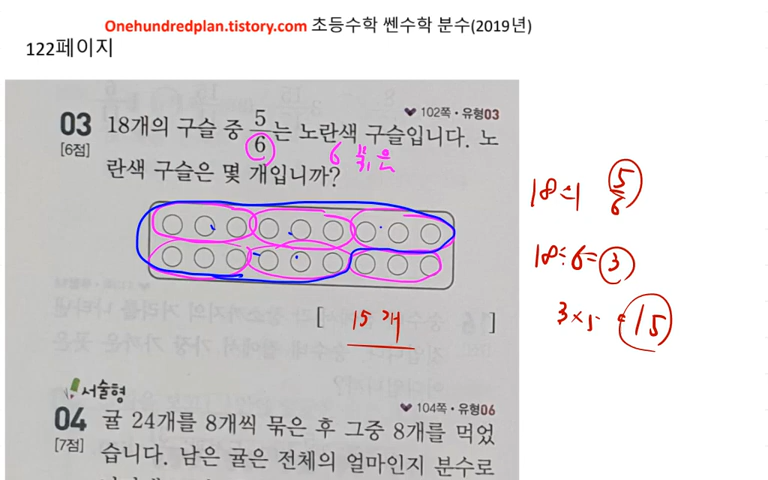 Onehundredplan.tistory.com 초등수학 쎈수학 분수(2019년)
122페이지
102쪽 · 유형03
03 18개의 구슬 중 5/6는 노란색 구슬입니다. 노
[6점] 란색 구슬은 몇 개입니까?
6 묶음
18의 5/6
18÷6=3
3×5=15
[ 15개 ]
서술형
104쪽 · 유형06
04 귤 24개를 8개씩 묶은 후 그중 8개를 먹었
[7점] 습니다. 남은 귤은 전체의 얼마인지 분수로